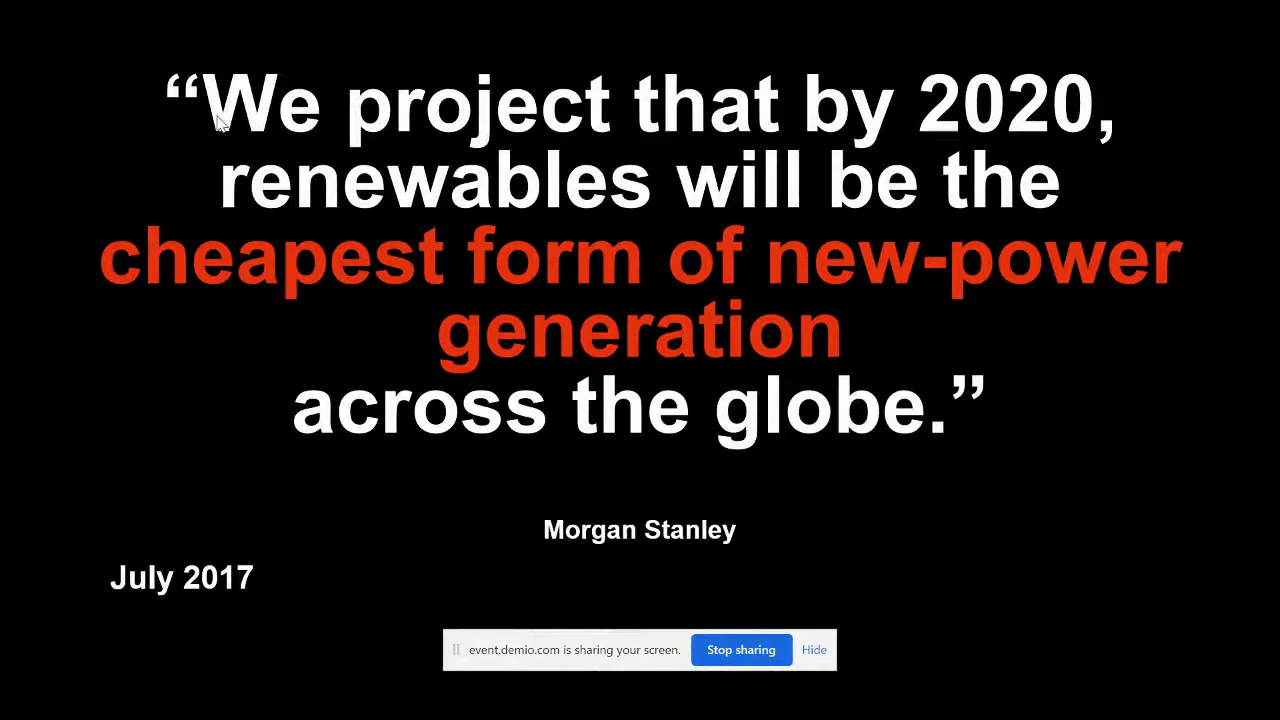 “We project that by 2020,
renewables will be the
cheapest form of new-power
generation
across the globe.”
Morgan Stanley
July 2017
event.demio.com is sharing your screen. Stop sharing Hide